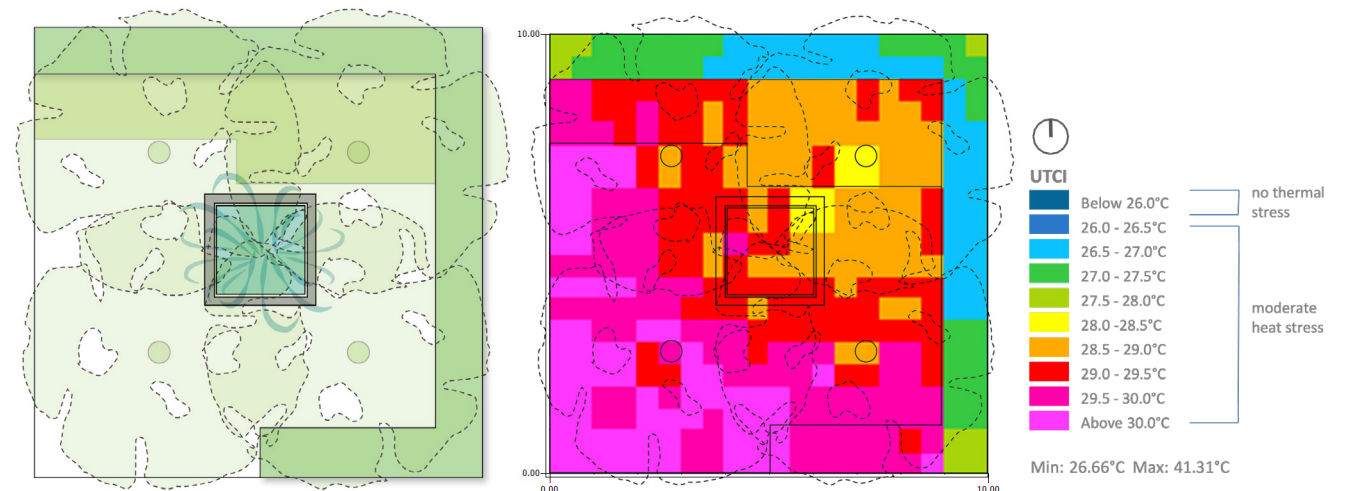 10.00
0.00
0.00
10.00
UTCI
Below 26.0°C
26.0 - 26.5°C
26.5 - 27.0°C
27.0 - 27.5°C
27.5 - 28.0°C
28.0 -28.5°C
28.5 - 29.0°C
29.0 - 29.5°C
29.5 - 30.0°C
Above 30.0°C
no thermal
stress
moderate
heat stress
Min: 26.66°C Max: 41.31°C